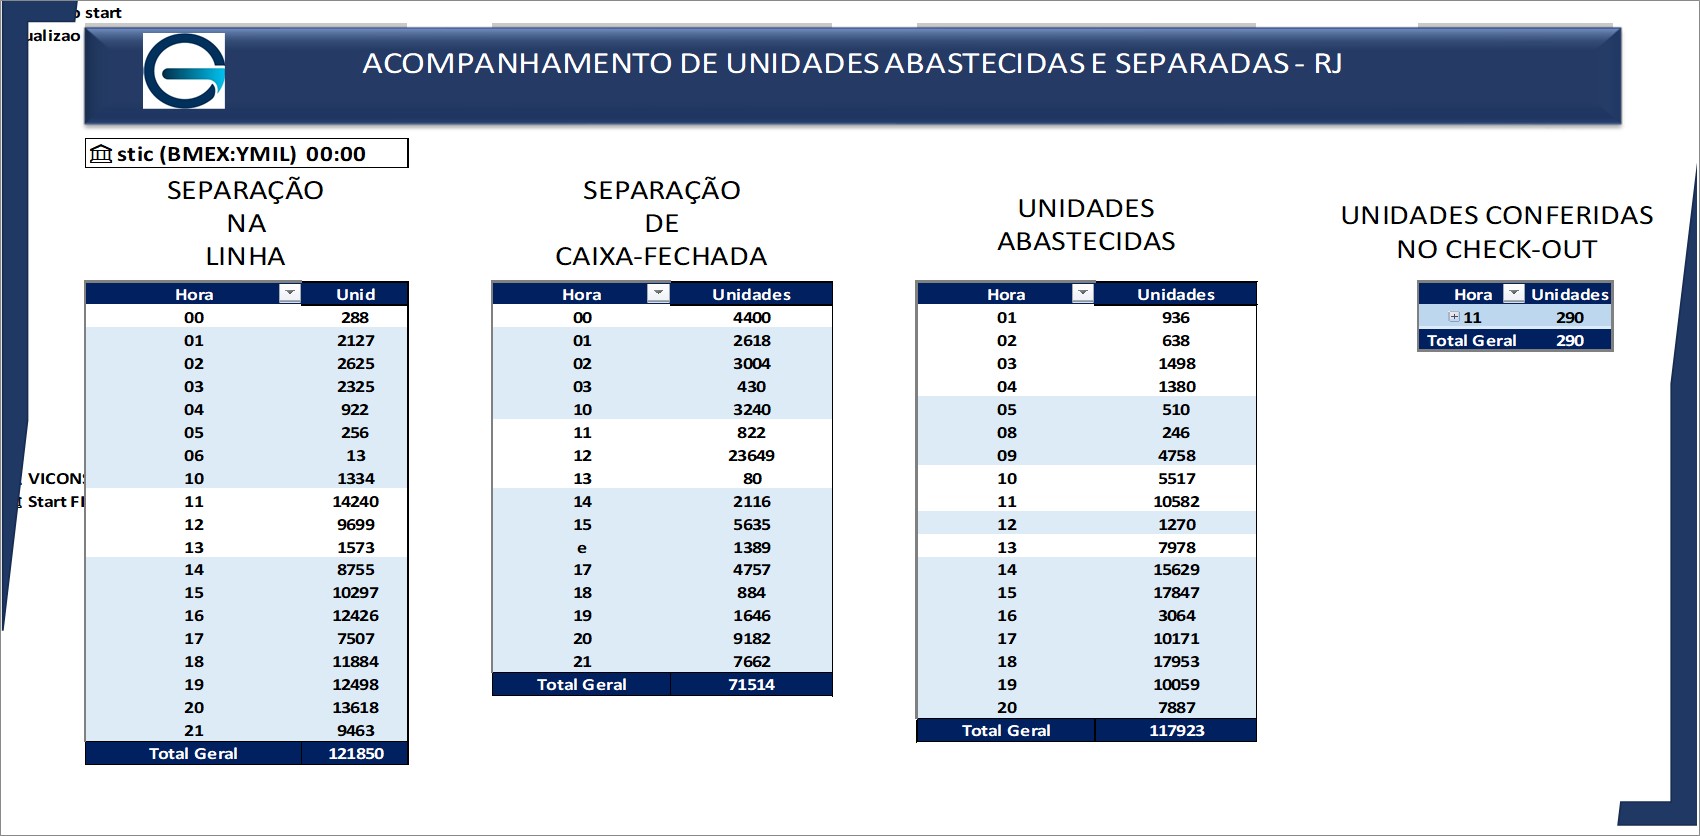 start
ualizao
ACOMPANHAMENTO DE UNIDADES ABASTECIDAS E SEPARADAS - RJ
stic (BMEX:YMIL) 00:00
SEPARAÇÃO
NA
LINHA
Hora Unid
00 288
01 2127
02 2625
03 2325
04 922
05 256
06 13
10 1334
11 14240
12 9699
13 1573
14 8755
15 10297
16 12426
17 7507
18 11884
19 12498
20 13618
21 9463
Total Geral 121850
VICONS
Start FI
SEPARAÇÃO
DE
CAIXA-FECHADA
Hora Unidades
00 4400
01 2618
02 3004
03 430
10 3240
11 822
12 23649
13 80
14 2116
15 5635
e 1389
17 4757
18 884
19 1646
20 9182
21 7662
Total Geral 71514
UNIDADES
ABASTECIDAS
Hora Unidades
01 936
02 638
03 1498
04 1380
05 510
08 246
09 4758
10 5517
11 10582
12 1270
13 7978
14 15629
15 17847
16 3064
17 10171
18 17953
19 10059
20 7887
Total Geral 117923
UNIDADES CONFERIDAS
NO CHECK-OUT
Hora Unidades
11 290
Total Geral 290